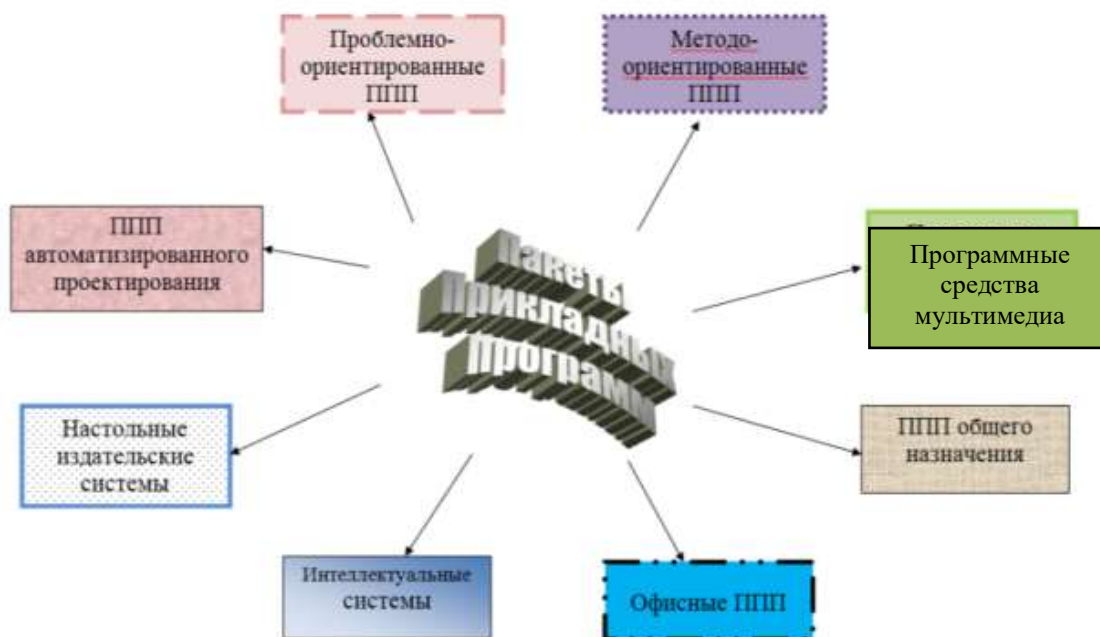 Проблемно-
ориентированные
ППП
Методо-
ориентированные
ППП
ППП
автоматизированного
проектирования
Пакеты
Прикладных
Программ
Программные
средства
мультимедиа
Настольные
издательские
системы
ППП общего
назначения
Интеллектуальные
системы
Офисные ППП